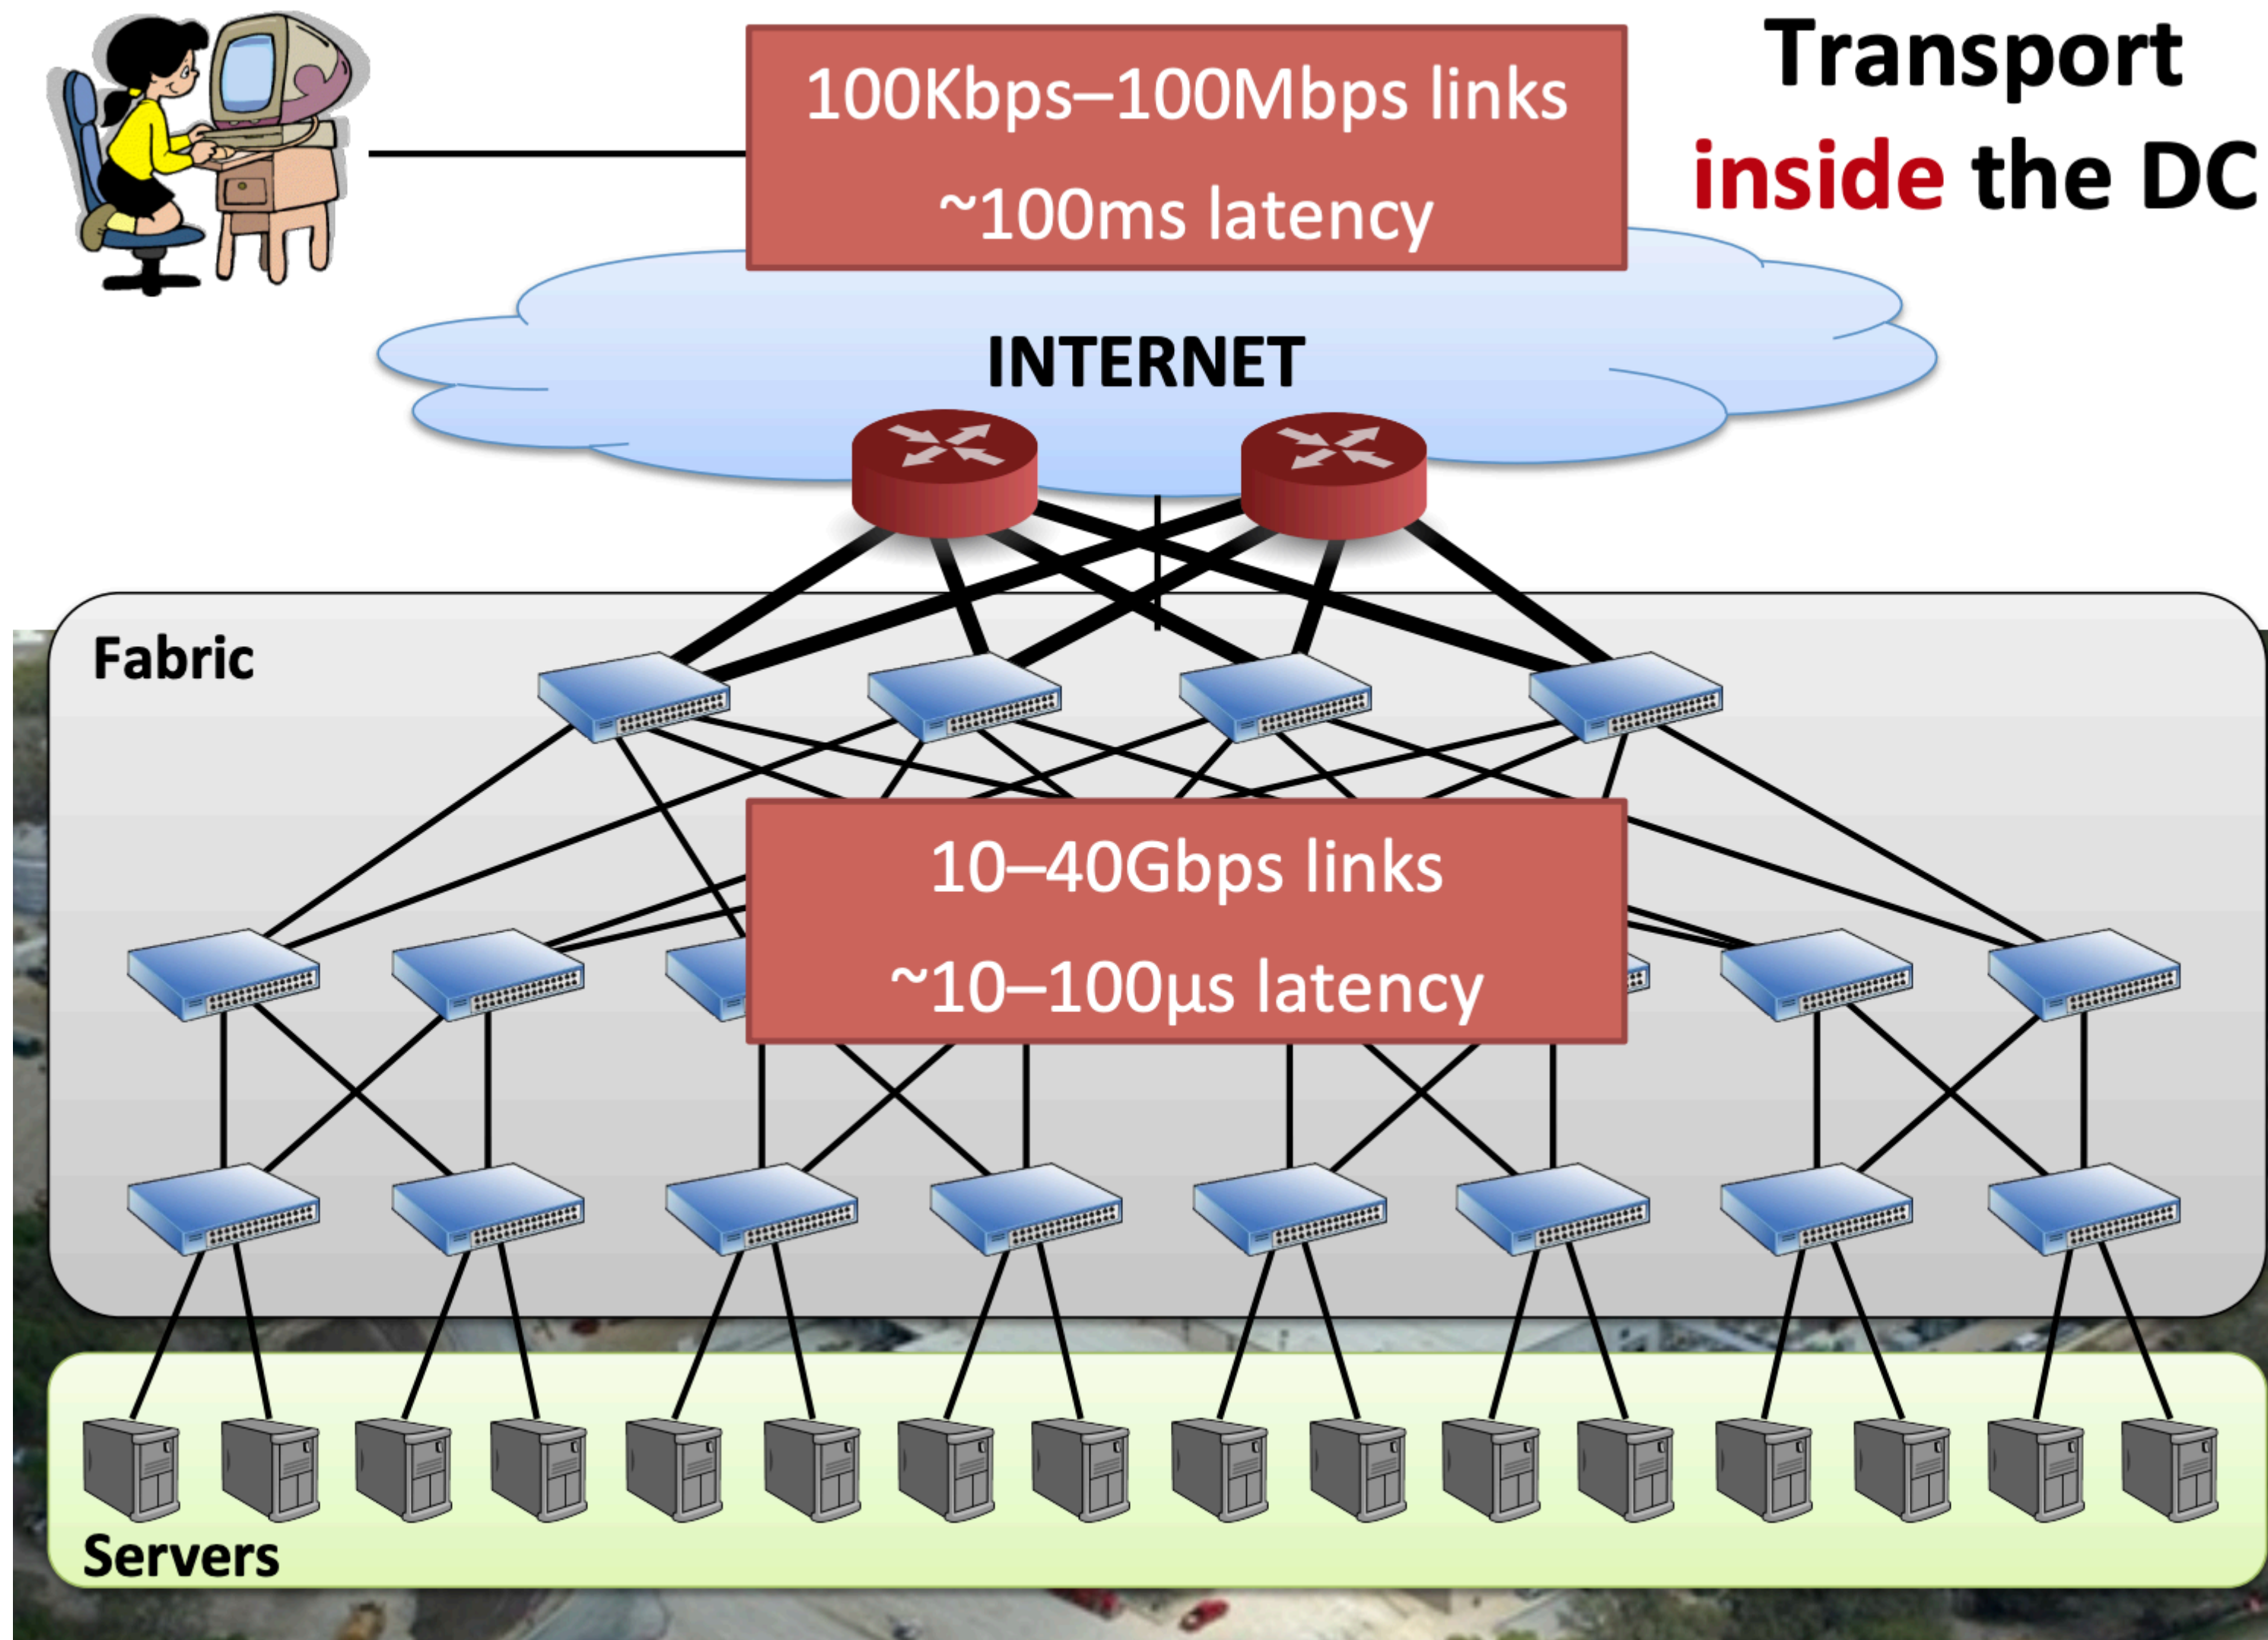 Transport
inside the DC
100Kbps–100Mbps links
~100ms latency
INTERNET
Fabric
10–40Gbps links
~10–100μs latency
Servers